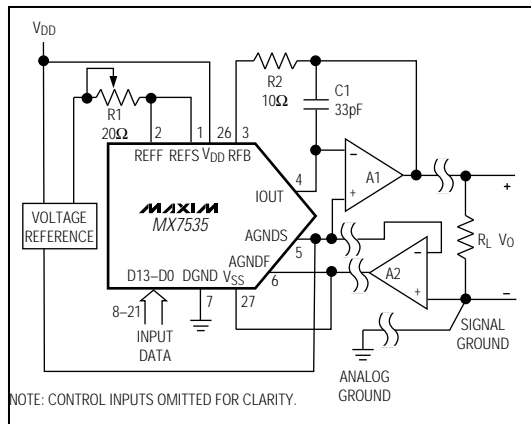 VDD
R1
20Ω
R2
10Ω
C1
33pF
2
1
26
3
REFF
REFS
VDD
RFB
4
IOUT
A1
+
−
−
+
VOLTAGE
REFERENCE
MAXIM
MX7535
AGNDS
5
AGNDF
6
A2
−
+
RL
VO
D13–D0
DGND
VSS
8–21
7
27
INPUT
DATA
SIGNAL
GROUND
ANALOG
GROUND
NOTE: CONTROL INPUTS OMITTED FOR CLARITY.